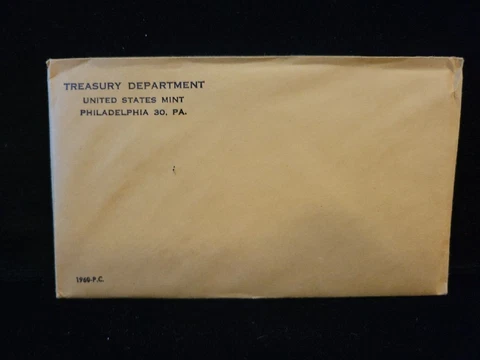 TREASURY DEPARTMENT
UNITED STATES MINT
PHILADELPHIA 30, PA.
1960-P.C.